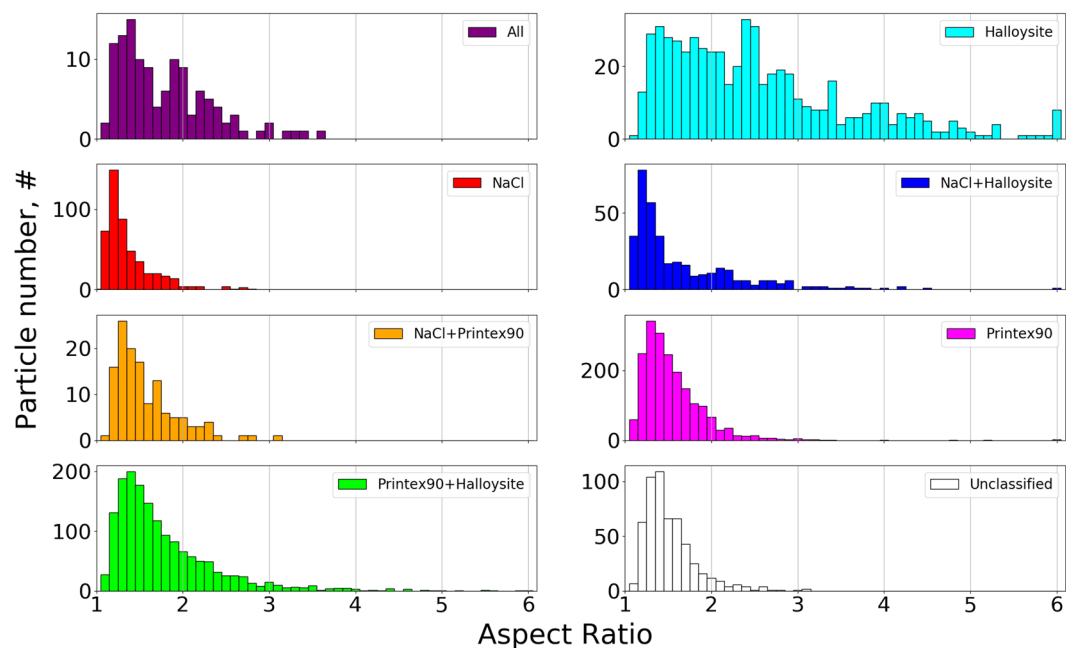 All
10
0
Halloysite
20
0
NaCl
100
0
NaCl+Halloysite
50
0
NaCl+Printex90
20
10
0
Printex90
200
0
Printex90+Halloysite
200
100
0
1 2 3 4 5 6
Unclassified
100
50
0
1 2 3 4 5 6
Particle number, #
Aspect Ratio